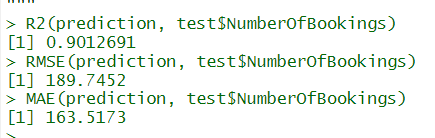 > R2(prediction, test$NumberOfBookings)
[1] 0.9012691
> RMSE(prediction, test$NumberOfBookings)
[1] 189.7452
> MAE(prediction, test$NumberOfBookings)
[1] 163.5173
>